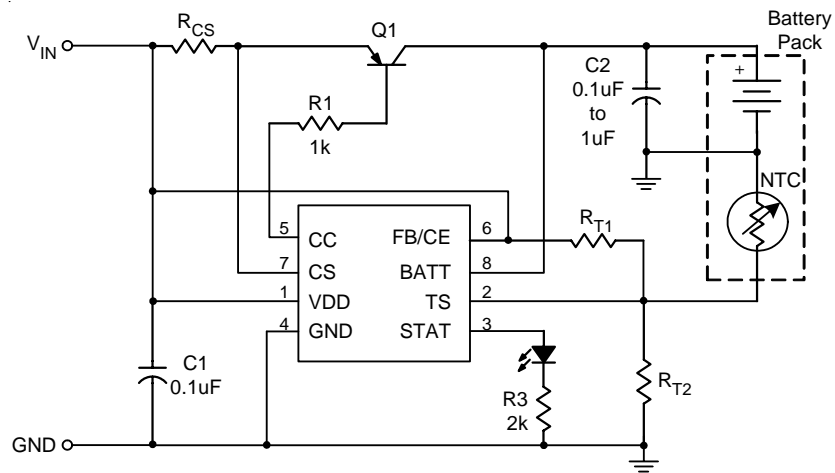 Battery
Pack
R_CS
Q1
V_IN
+
C2
0.1uF
to
1uF
R1
1k
NTC
R_T1
5 CC
FB/CE 6
7 CS
BATT 8
1 VDD
TS 2
4 GND
STAT 3
C1
0.1uF
R3
2k
R_T2
GND